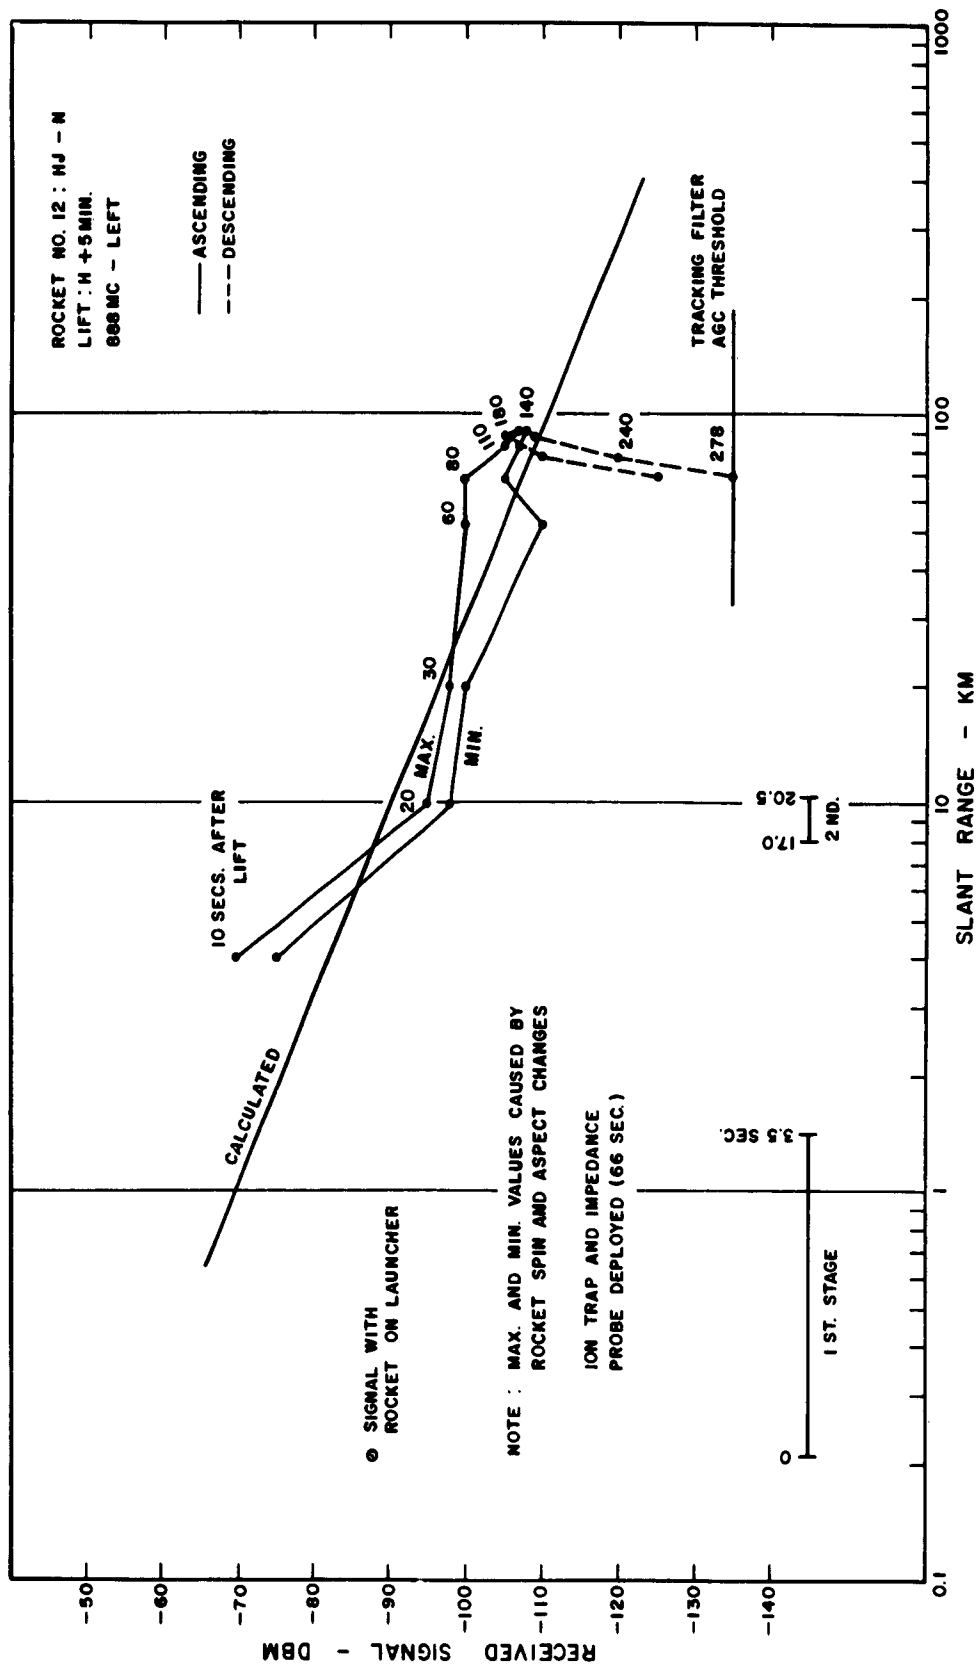 ROCKET NO. 12 : HJ - N
LIFT : H + 5 MIN.
888 MC - LEFT
ASCENDING
DESCENDING
10 SECS. AFTER
LIFT
CALCULATED
20
MAX.
MIN.
30
60
80
110
180
140
240
278
TRACKING FILTER
AGC THRESHOLD
SIGNAL WITH
ROCKET ON LAUNCHER
NOTE : MAX. AND MIN. VALUES CAUSED BY
ROCKET SPIN AND ASPECT CHANGES
ION TRAP AND IMPEDANCE
PROBE DEPLOYED (66 SEC.)
0
3.5 SEC.
1 ST. STAGE
17.0
20.5
2 ND.
-50
-60
-70
-80
-90
-100
-110
-120
-130
-140
RECEIVED SIGNAL - DBM
0.1
1
10
100
1000
SLANT RANGE - KM